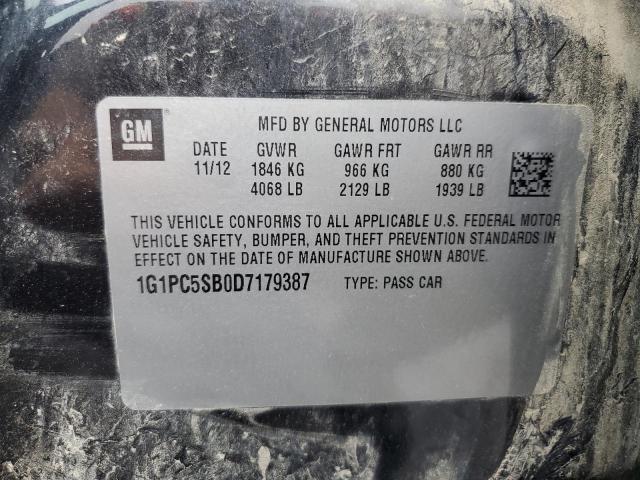 GM
MFD BY GENERAL MOTORS LLC
DATE GVWR GAWR FRT GAWR RR
11/12 1846 KG 966 KG 880 KG
4068 LB 2129 LB 1939 LB
THIS VEHICLE CONFORMS TO ALL APPLICABLE U.S. FEDERAL MOTOR
VEHICLE SAFETY, BUMPER, AND THEFT PREVENTION STANDARDS IN
EFFECT ON THE DATE OF MANUFACTURE SHOWN ABOVE.
1G1PC5SB0D7179387 TYPE: PASS CAR